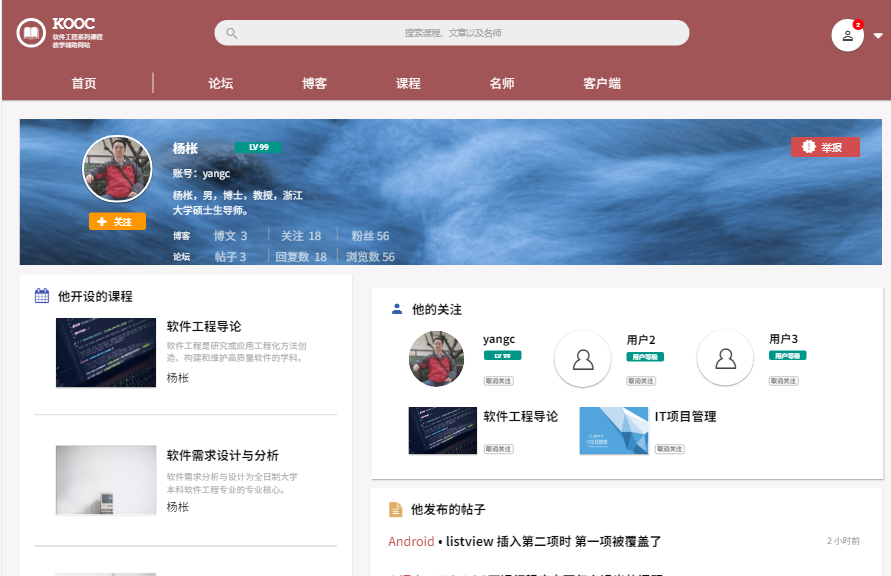 KOOC
软件工程系列课程
教学辅助网站
搜索课程、文章以及名师
2
首页
论坛
博客
课程
名师
客户端
杨枨
LV 99
举报
账号：yangc
杨枨，男，博士，教授，浙江
大学硕士生导师。
关注
博客 博文 3 关注 18 粉丝 56
论坛 帖子 3 回复数 18 浏览数 56
他开设的课程
软件工程导论
软件工程是研究或应用工程化方法创
造、构建和维护高质量软件的学科。
杨枨
软件需求设计与分析
软件需求分析与设计为全日制大学
本科软件工程专业的专业核心。
杨枨
他的关注
yangc
LV 99
取消关注
用户2
用户等级
取消关注
用户3
用户等级
取消关注
软件工程导论
取消关注
IT项目管理
IT项目管理
取消关注
他发布的帖子
Android • listview 插入第二项时 第一项被覆盖了
2 小时前